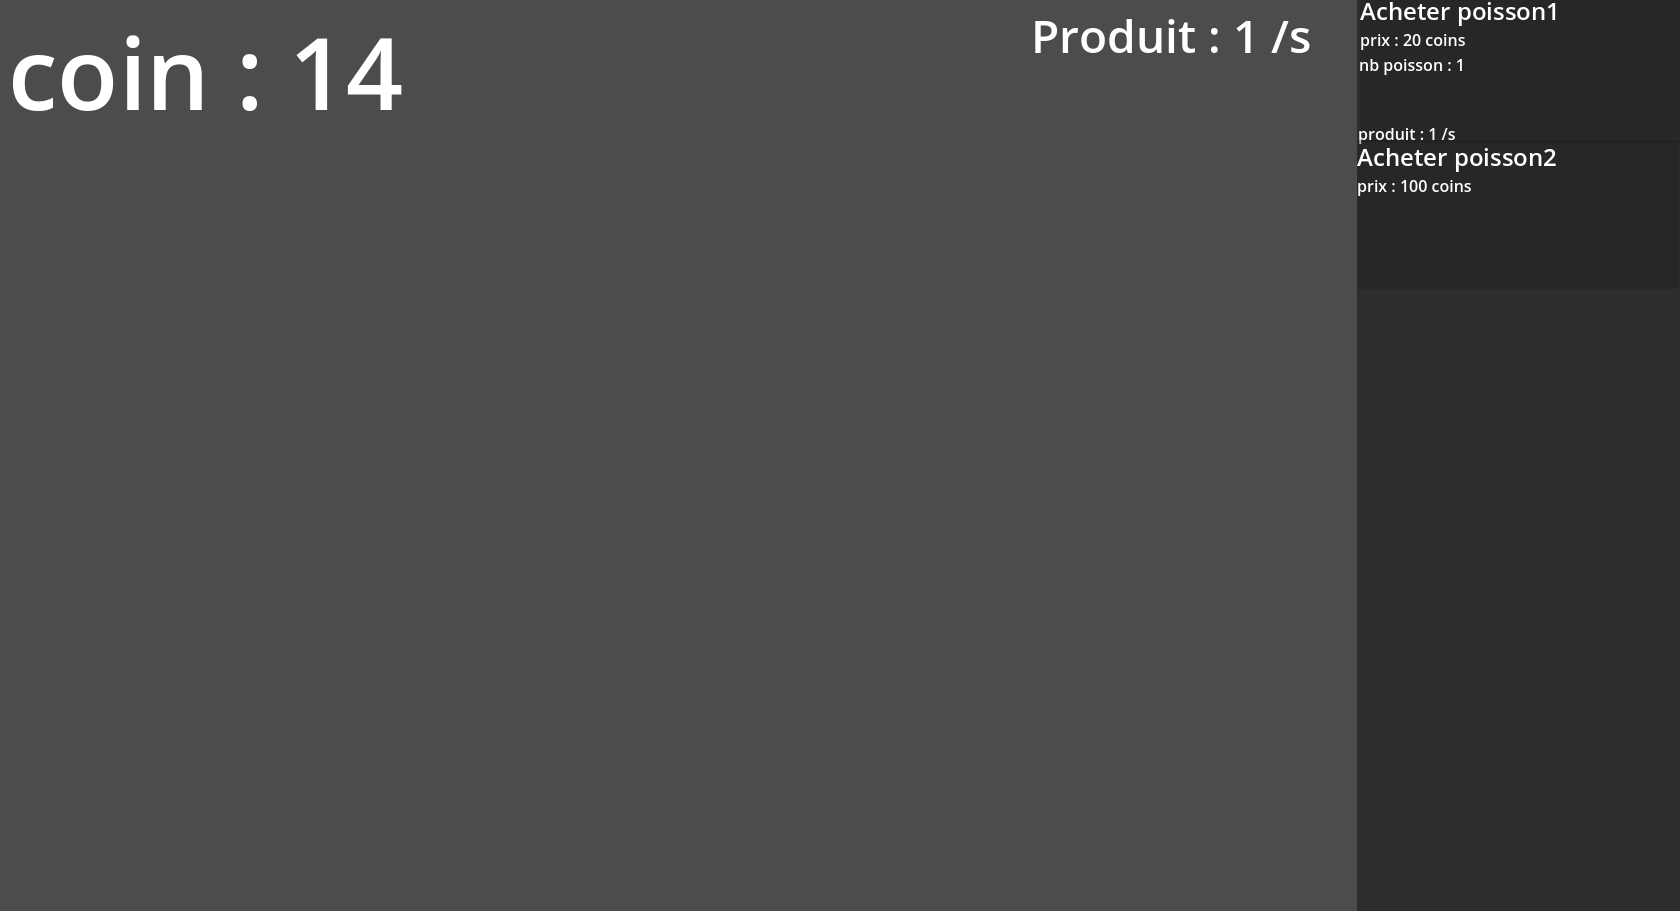 coin : 14
Produit : 1 /s
Acheter poisson1
prix : 20 coins
nb poisson : 1
produit : 1 /s
Acheter poisson2
prix : 100 coins